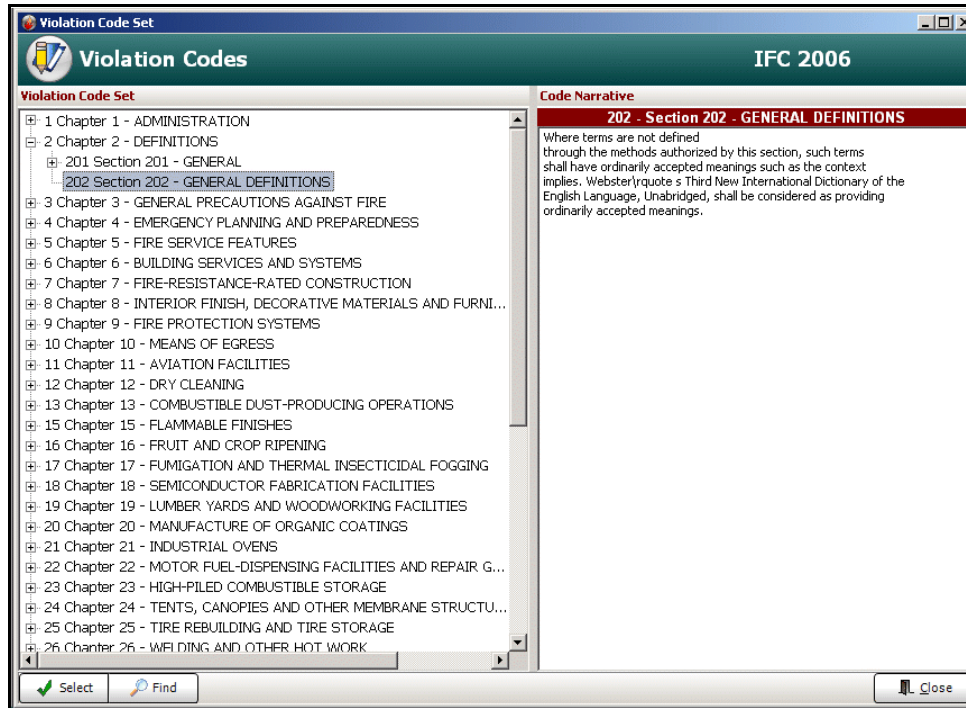 Violation Code Set
Violation Codes
IFC 2006
Violation Code Set
1 Chapter 1 - ADMINISTRATION
2 Chapter 2 - DEFINITIONS
201 Section 201 - GENERAL
202 Section 202 - GENERAL DEFINITIONS
3 Chapter 3 - GENERAL PRECAUTIONS AGAINST FIRE
4 Chapter 4 - EMERGENCY PLANNING AND PREPAREDNESS
5 Chapter 5 - FIRE SERVICE FEATURES
6 Chapter 6 - BUILDING SERVICES AND SYSTEMS
7 Chapter 7 - FIRE-RESISTANCE-RATED CONSTRUCTION
8 Chapter 8 - INTERIOR FINISH, DECORATIVE MATERIALS AND FURNI...
9 Chapter 9 - FIRE PROTECTION SYSTEMS
10 Chapter 10 - MEANS OF EGRESS
11 Chapter 11 - AVIATION FACILITIES
12 Chapter 12 - DRY CLEANING
13 Chapter 13 - COMBUSTIBLE DUST-PRODUCING OPERATIONS
15 Chapter 15 - FLAMMABLE FINISHES
16 Chapter 16 - FRUIT AND CROP RIPENING
17 Chapter 17 - FUMIGATION AND THERMAL INSECTICIDAL FOGGING
18 Chapter 18 - SEMICONDUCTOR FABRICATION FACILITIES
19 Chapter 19 - LUMBER YARDS AND WOODWORKING FACILITIES
20 Chapter 20 - MANUFACTURE OF ORGANIC COATINGS
21 Chapter 21 - INDUSTRIAL OVENS
22 Chapter 22 - MOTOR FUEL-DISPENSING FACILITIES AND REPAIR G...
23 Chapter 23 - HIGH-PILED COMBUSTIBLE STORAGE
24 Chapter 24 - TENTS, CANOPIES AND OTHER MEMBRANE STRUCTU...
25 Chapter 25 - TIRE REBUILDING AND TIRE STORAGE
26 Chapter 26 - WELDING AND OTHER HOT WORK
Code Narrative
202 - Section 202 - GENERAL DEFINITIONS
Where terms are not defined
through the methods authorized by this section, such terms
shall have ordinarily accepted meanings such as the context
implies. Webster\rquote s Third New International Dictionary of the
English Language, Unabridged, shall be considered as providing
ordinarily accepted meanings.
Select
Find
Close